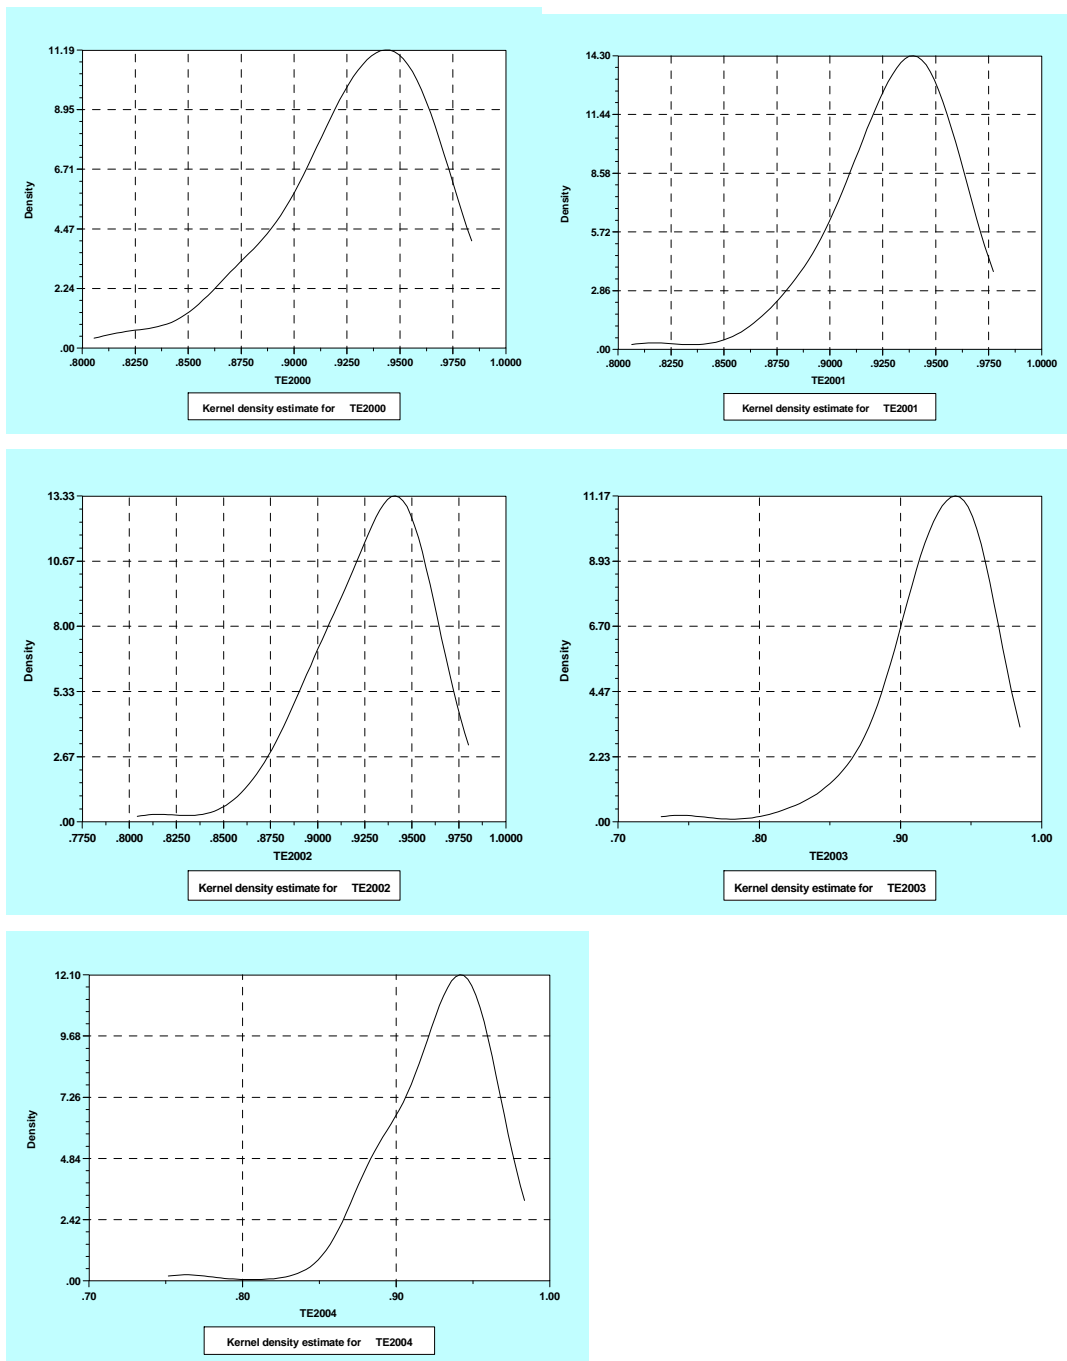 11.19
8.95
6.71
4.47
2.24
.00
Density
.8000 .8250 .8500 .8750 .9000 .9250 .9500 .9750 1.0000
TE2000
Kernel density estimate for TE2000
14.30
11.44
8.58
5.72
2.86
.00
Density
.8000 .8250 .8500 .8750 .9000 .9250 .9500 .9750 1.0000
TE2001
Kernel density estimate for TE2001
13.33
10.67
8.00
5.33
2.67
.00
Density
.7750 .8000 .8250 .8500 .8750 .9000 .9250 .9500 .9750 1.0000
TE2002
Kernel density estimate for TE2002
11.17
8.93
6.70
4.47
2.23
.00
Density
.70 .80 .90 1.00
TE2003
Kernel density estimate for TE2003
12.10
9.68
7.26
4.84
2.42
.00
Density
.70 .80 .90 1.00
TE2004
Kernel density estimate for TE2004